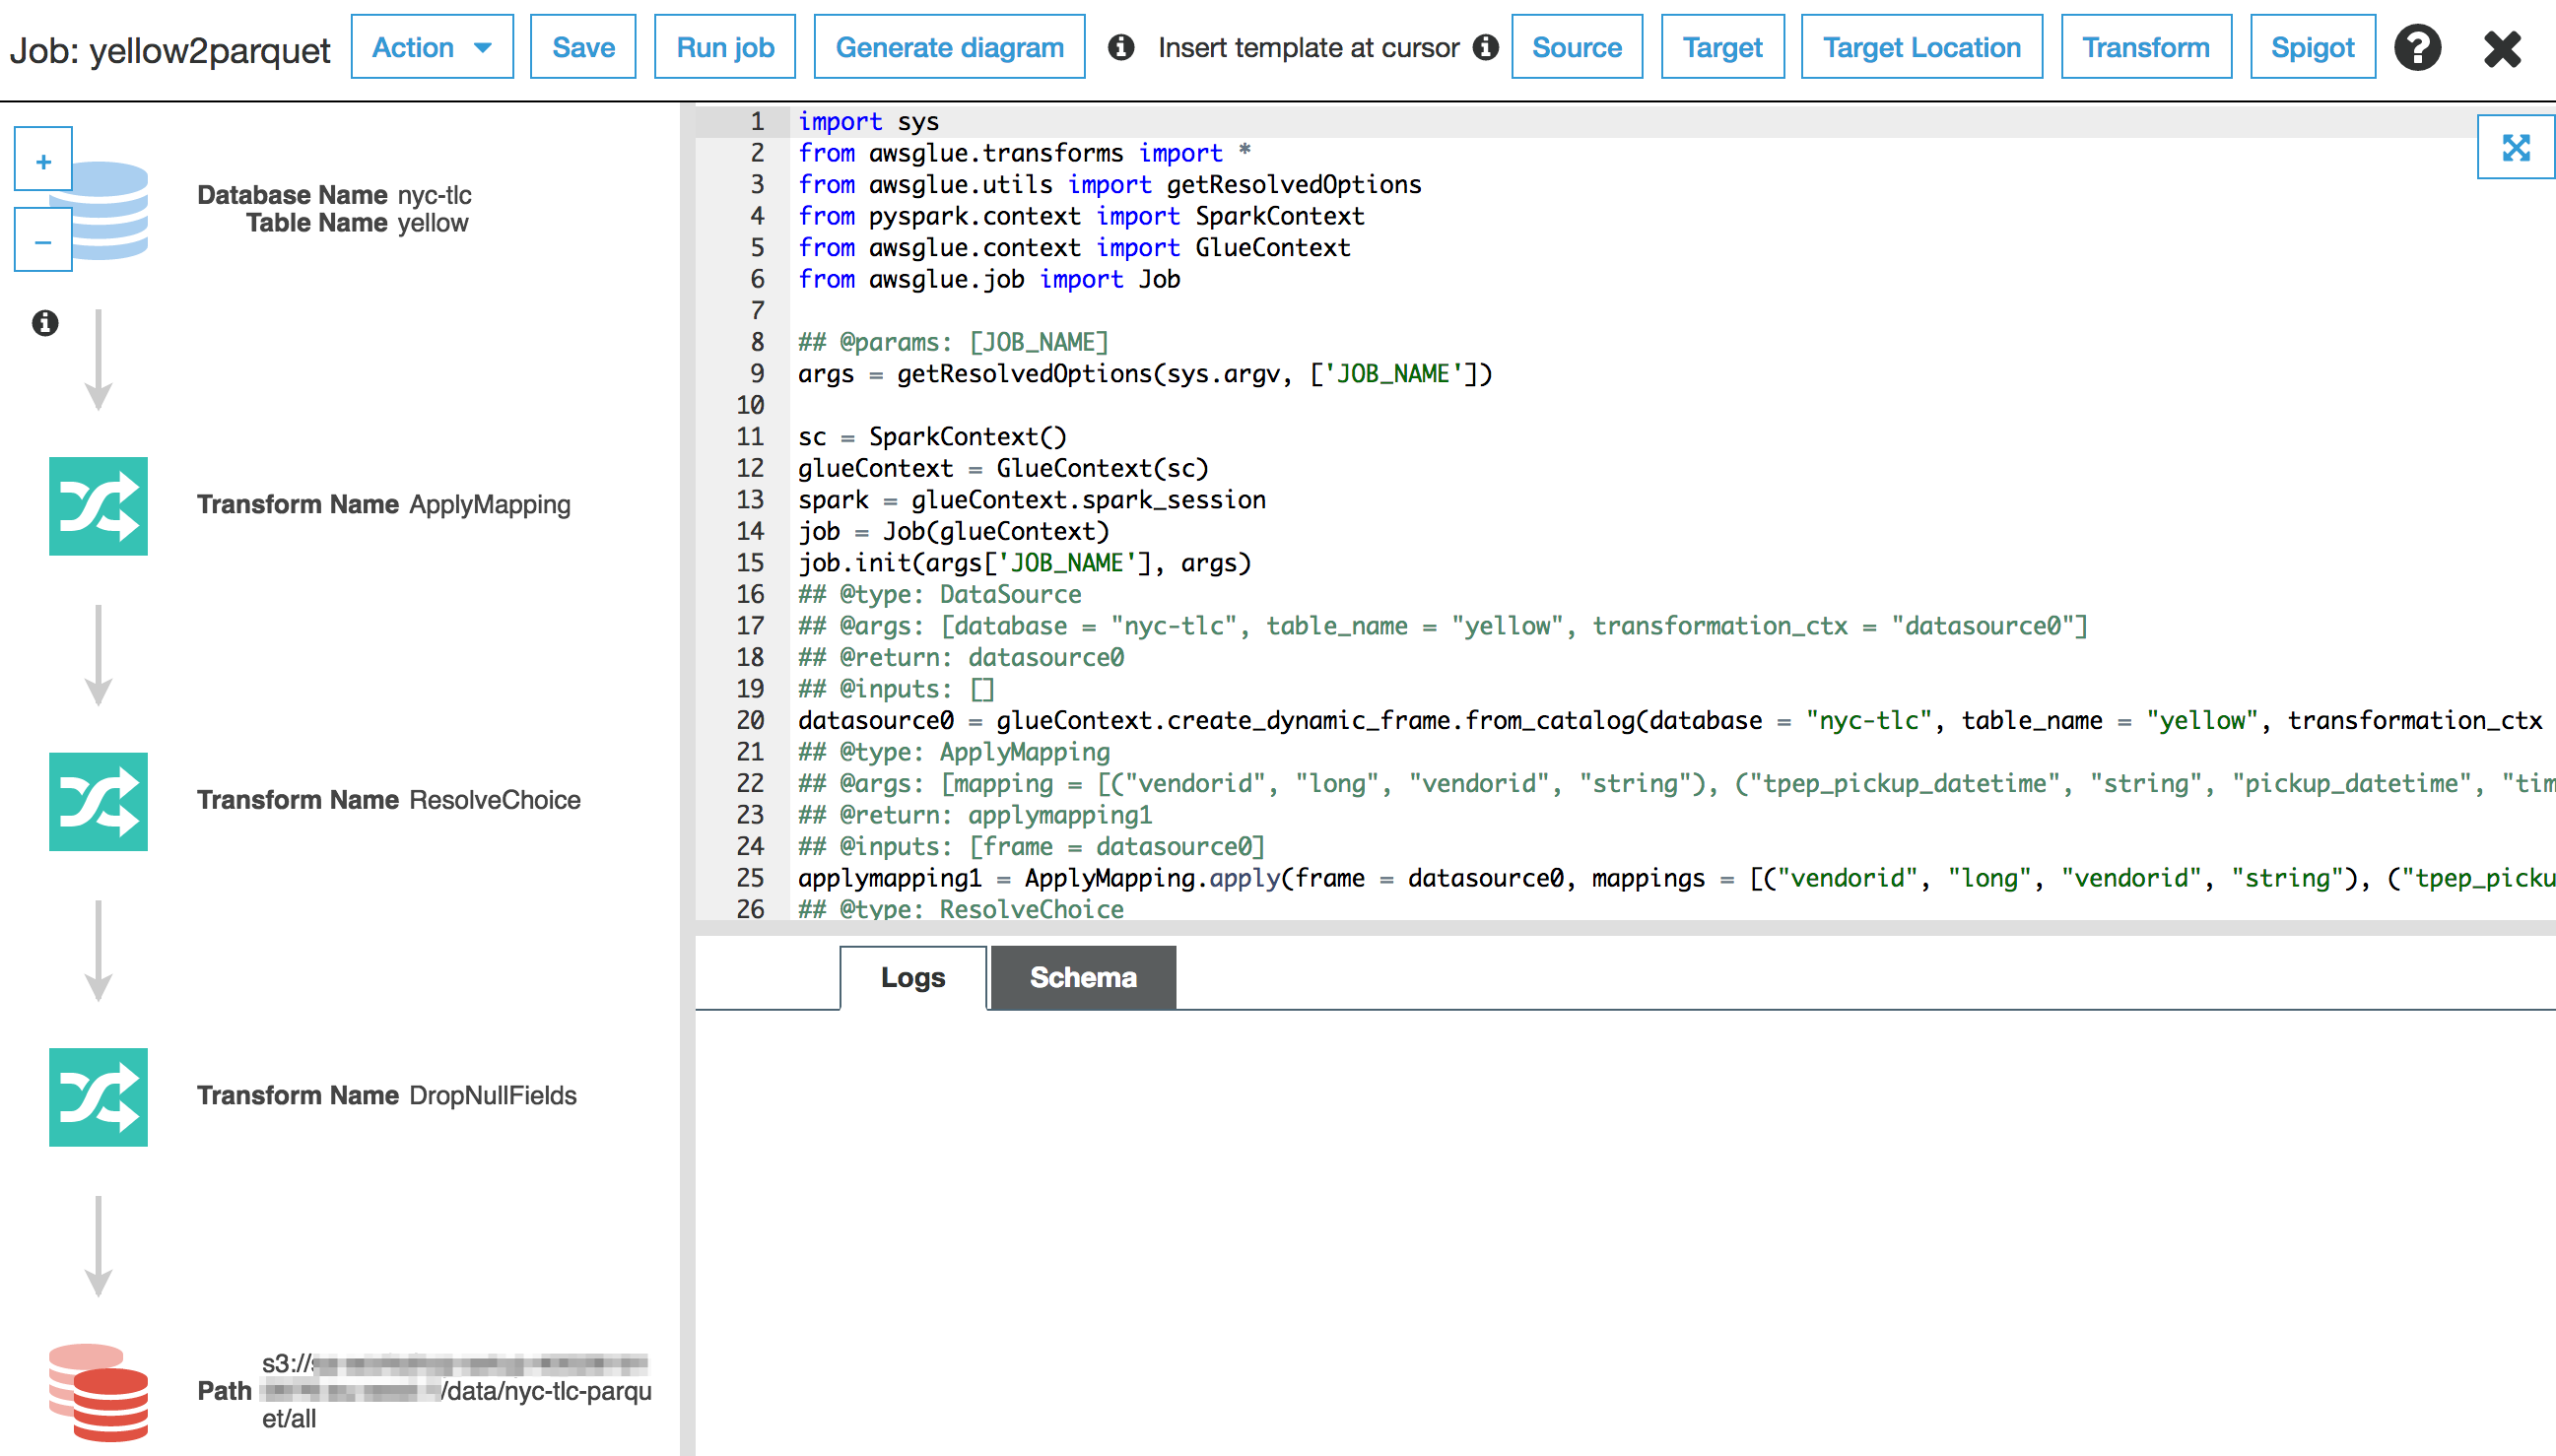 Job: yellow2parquet Action Save Run job Generate diagram Insert template at cursor Source Target Target Location Transform Spigot
+
Database Name nyc-tlc
Table Name yellow
–
Transform Name ApplyMapping
Transform Name ResolveChoice
Transform Name DropNullFields
s3://
Path /data/nyc-tlc-parqu
et/all
1 import sys
2 from awsglue.transforms import *
3 from awsglue.utils import getResolvedOptions
4 from pyspark.context import SparkContext
5 from awsglue.context import GlueContext
6 from awsglue.job import Job
7
8 ## @params: [JOB_NAME]
9 args = getResolvedOptions(sys.argv, ['JOB_NAME'])
10
11 sc = SparkContext()
12 glueContext = GlueContext(sc)
13 spark = glueContext.spark_session
14 job = Job(glueContext)
15 job.init(args['JOB_NAME'], args)
16 ## @type: DataSource
17 ## @args: [database = "nyc-tlc", table_name = "yellow", transformation_ctx = "datasource0"]
18 ## @return: datasource0
19 ## @inputs: []
20 datasource0 = glueContext.create_dynamic_frame.from_catalog(database = "nyc-tlc", table_name = "yellow", transformation_ctx
21 ## @type: ApplyMapping
22 ## @args: [mapping = [("vendorid", "long", "vendorid", "string"), ("tpep_pickup_datetime", "string", "pickup_datetime", "tim
23 ## @return: applymapping1
24 ## @inputs: [frame = datasource0]
25 applymapping1 = ApplyMapping.apply(frame = datasource0, mappings = [("vendorid", "long", "vendorid", "string"), ("tpep_picku
26 ## @type: ResolveChoice
Logs Schema